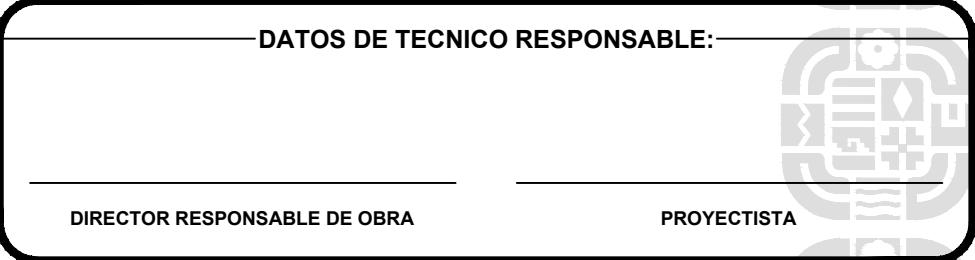 DATOS DE TECNICO RESPONSABLE:
DIRECTOR RESPONSABLE DE OBRA
PROYECTISTA